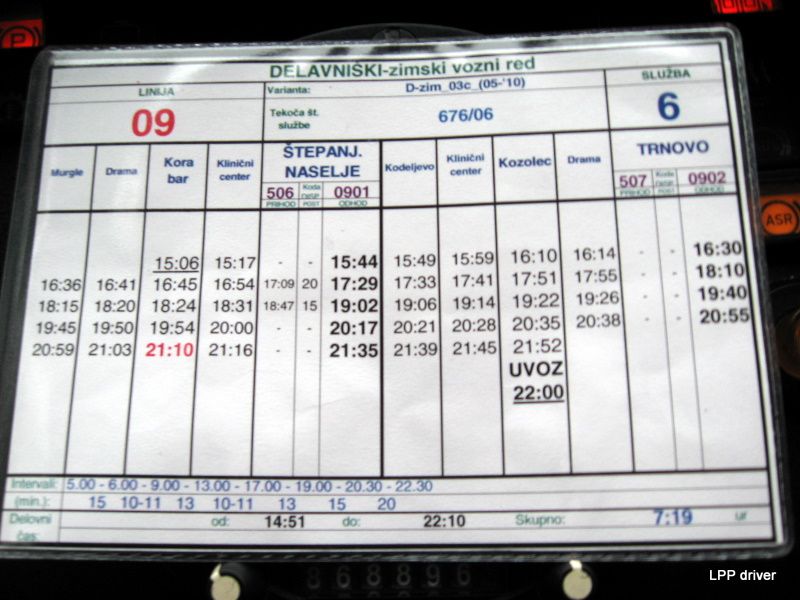 DELAVNIŠKI-zimski vozni red
LINIJA
09
Varianta: D-zim_03c_(05-'10)
Tekoča št. službe 676/06
SLUŽBA
6
Murgle Drama Kora bar Klinični center ŠTEPANJ. NASELJE Kodeljevo Klinični center Kozolec Drama TRNOVO
506 0901 507 0902
PRIHOD POST. ODHOD PRIHOD POST. ODHOD
15:06 15:17 - - 15:44 15:49 15:59 16:10 16:14 - - 16:30
16:36 16:41 16:45 16:54 17:09 20 17:29 17:33 17:41 17:51 17:55 - - 18:10
18:15 18:20 18:24 18:31 18:47 15 19:02 19:06 19:14 19:22 19:26 - - 19:40
19:45 19:50 19:54 20:00 - - 20:17 20:21 20:28 20:35 20:38 - - 20:55
20:59 21:03 21:10 21:16 - - 21:35 21:39 21:45 21:52
UVOZ
22:00
Intervali: 5.00 - 6.00 - 9.00 - 13.00 - 17.00 - 19.00 - 20.30 - 22.30
(min.): 15 10-11 13 10-11 13 15 20
Delovni čas: od: 14:51 do: 22:10 Skupno: 7:19 ur
P
ASR
868896
LPP driver